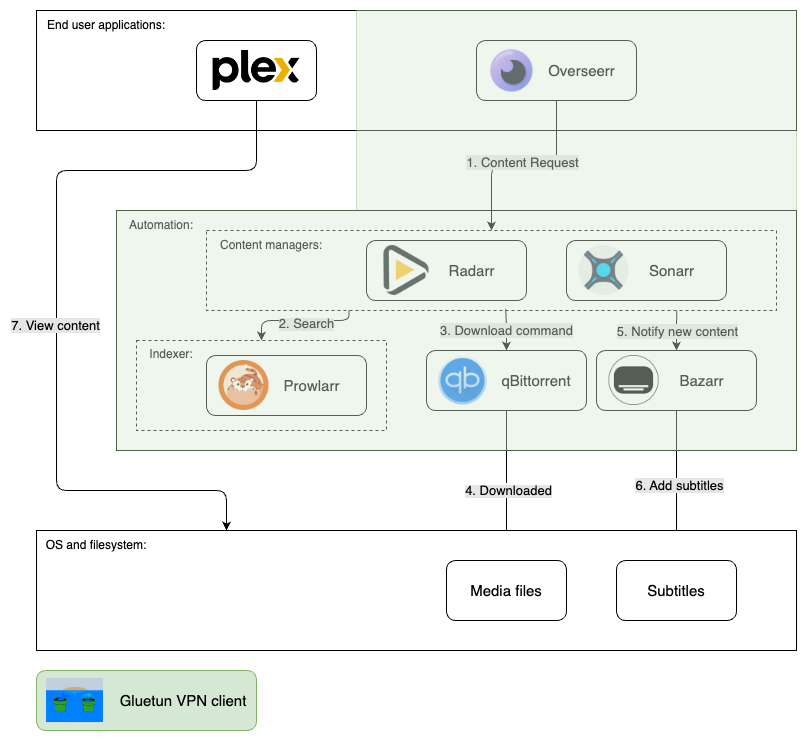 End user applications:
plex
Overseerr
1. Content Request
Automation:
Content managers:
Radarr
Sonarr
7. View content
2. Search
3. Download command
5. Notify new content
Indexer:
Prowlarr
qb
qBittorrent
Bazarr
4. Downloaded
6. Add subtitles
OS and filesystem:
Media files
Subtitles
Gluetun VPN client